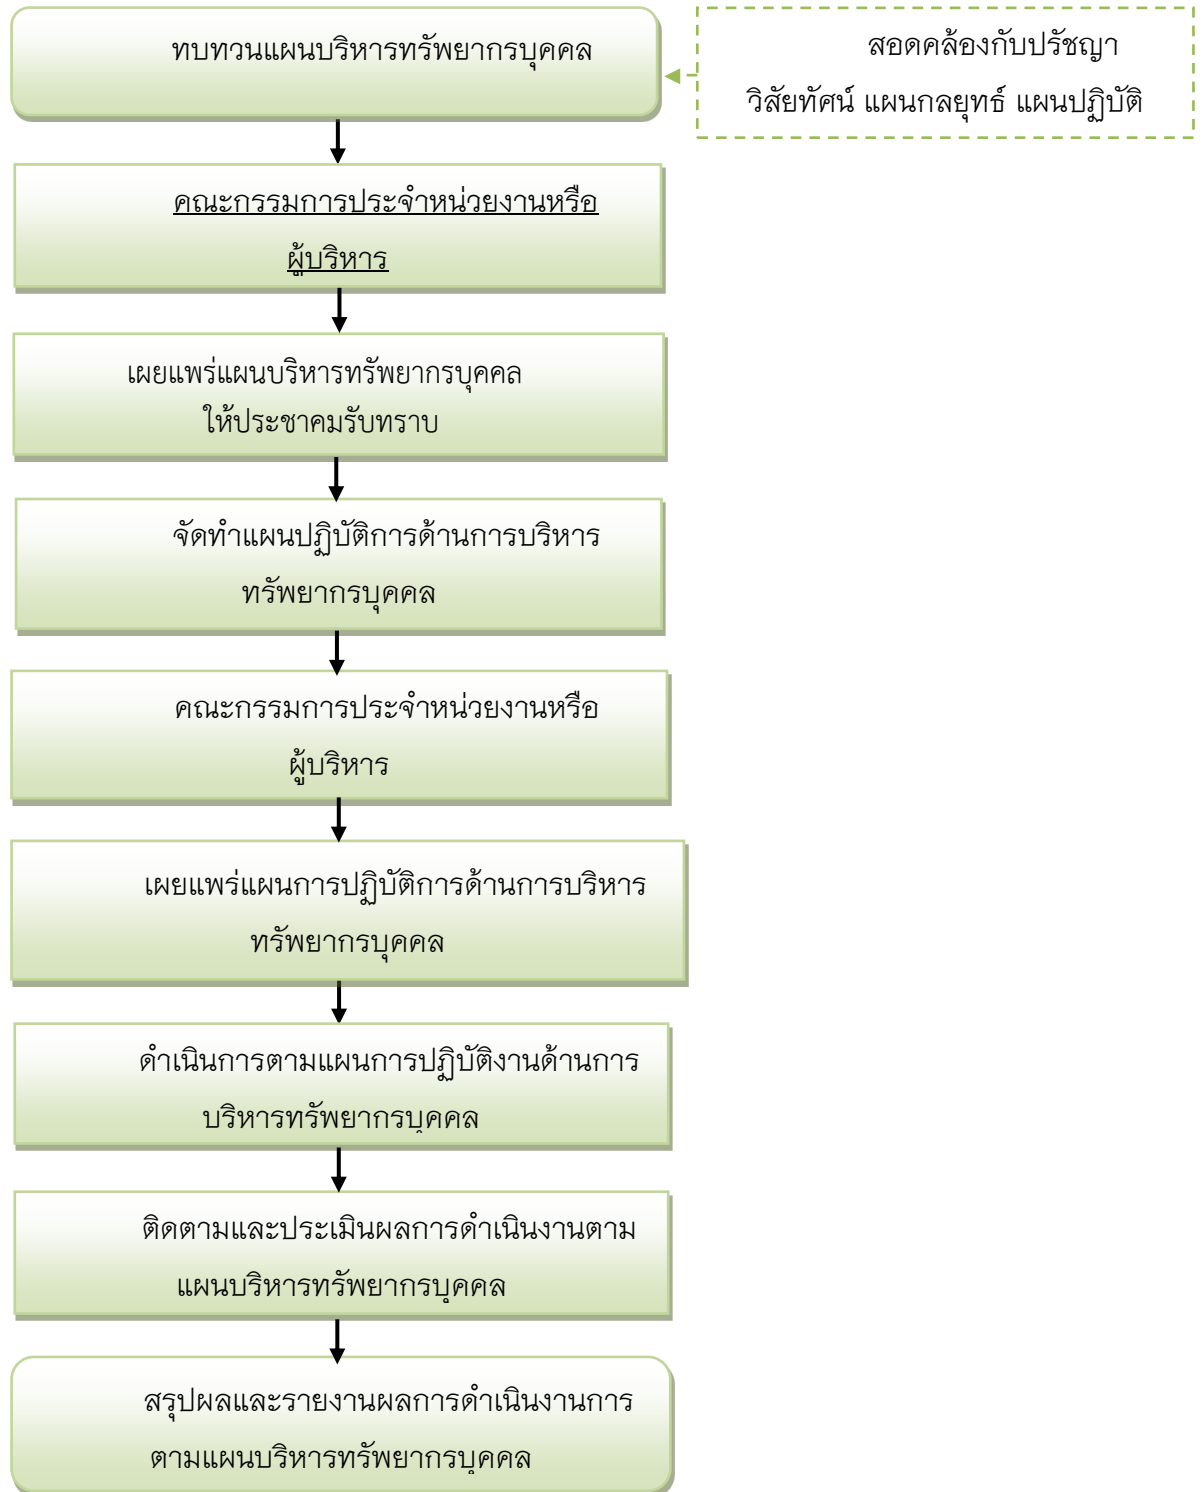 ทบทวนแผนบริหารทรัพยากรบุคคล
สอดคล้องกับปรัชญา
วิสัยทัศน์ แผนกลยุทธ์ แผนปฏิบัติ
คณะกรรมการประจำหน่วยงานหรือ
ผู้บริหาร
เผยแพร่แผนบริหารทรัพยากรบุคคล
ให้ประชาคมรับทราบ
จัดทำแผนปฏิบัติการด้านการบริหาร
ทรัพยากรบุคคล
คณะกรรมการประจำหน่วยงานหรือ
ผู้บริหาร
เผยแพร่แผนการปฏิบัติการด้านการบริหาร
ทรัพยากรบุคคล
ดำเนินการตามแผนการปฏิบัติงานด้านการ
บริหารทรัพยากรบุคคล
ติดตามและประเมินผลการดำเนินงานตาม
แผนบริหารทรัพยากรบุคคล
สรุปผลและรายงานผลการดำเนินงานการ
ตามแผนบริหารทรัพยากรบุคคล